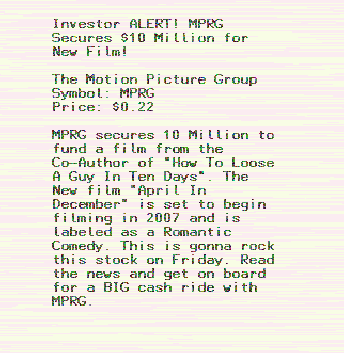 Investor ALERT! MPRG
Secures $10 Million for
New Film!
The Motion Picture Group
Symbol: MPRG
Price: $0.22
MPRG secures 10 Million to
fund a film from the
Co-Author of "How To Loose
A Guy In Ten Days". The
New film "April In
December" is set to begin
filming in 2007 and is
labeled as a Romantic
Comedy. This is gonna rock
this stock on Friday. Read
the news and get on board
for a BIG cash ride with
MPRG.